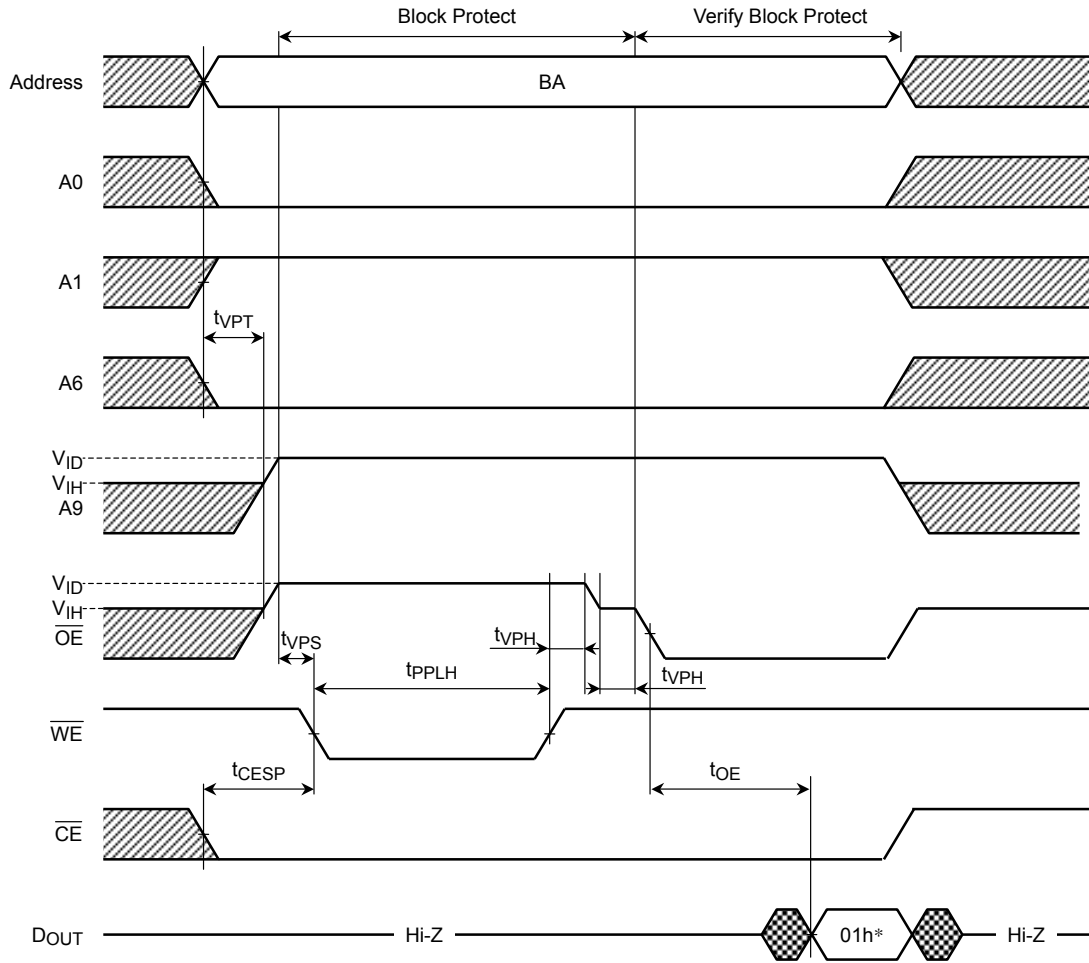 Block Protect
Verify Block Protect
Address
BA
A0
A1
tVPT
A6
VID
VIH
A9
VID
VIH
OE
tVPS
tVPH
tPPLH
tVPH
WE
tCESP
tOE
CE
DOUT
Hi-Z
01h*
Hi-Z